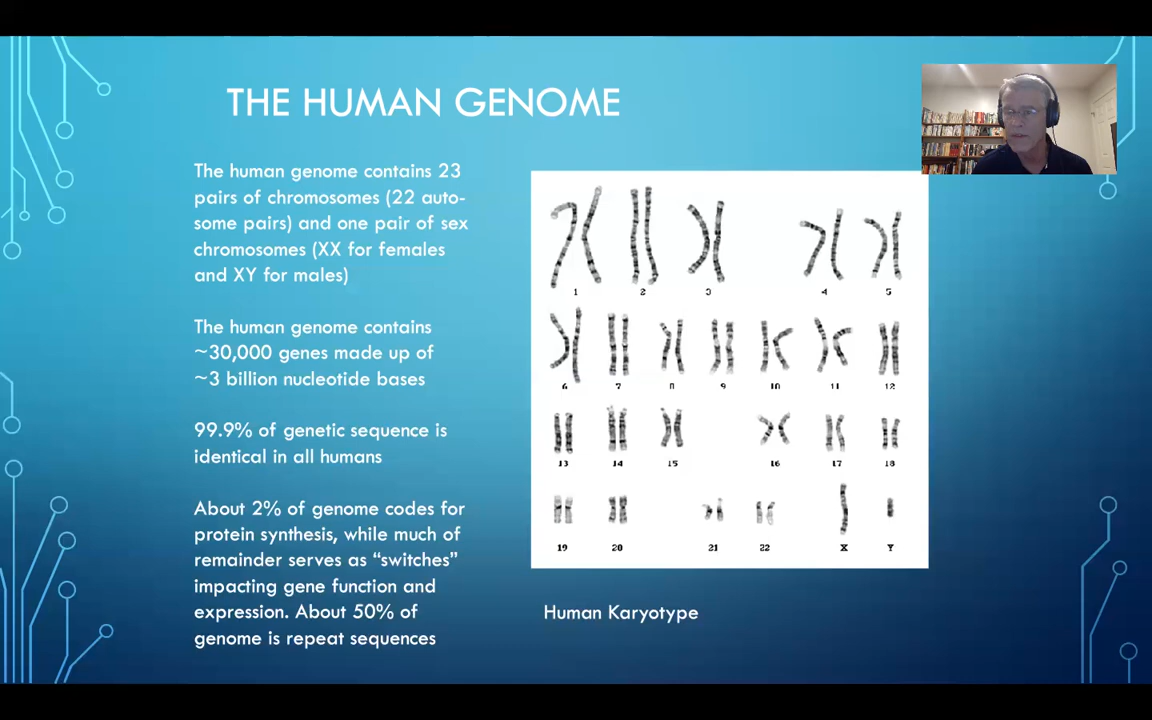 THE HUMAN GENOME
The human genome contains 23
pairs of chromosomes (22 auto-
some pairs) and one pair of sex
chromosomes (XX for females
and XY for males)
The human genome contains
~30,000 genes made up of
~3 billion nucleotide bases
99.9% of genetic sequence is
identical in all humans
About 2% of genome codes for
protein synthesis, while much of
remainder serves as “switches”
impacting gene function and
expression. About 50% of
genome is repeat sequences
1 2 3 4 5
6 7 8 9 10 11 12
13 14 15 16 17 18
19 20 21 22 X Y
Human Karyotype